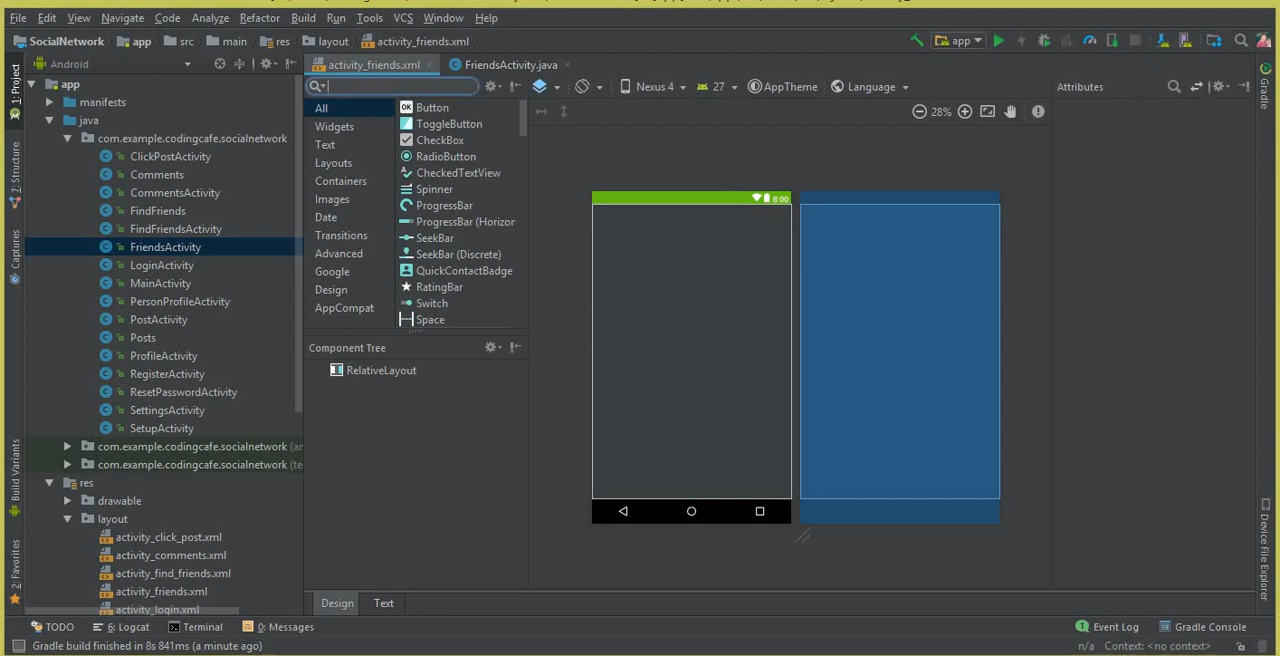 File Edit View Navigate Code Analyze Refactor Build Run Tools VCS Window Help
SocialNetwork app src main res layout activity_friends.xml app
1: Project
Android
activity_friends.xml
FriendsActivity.java
Nexus 4
27
AppTheme
Language
Attributes
Gradle
app
manifests
java
com.example.codingcafe.socialnetwork
ClickPostActivity
Comments
CommentsActivity
FindFriends
FindFriendsActivity
FriendsActivity
LoginActivity
MainActivity
PersonProfileActivity
PostActivity
Posts
ProfileActivity
RegisterActivity
ResetPasswordActivity
SettingsActivity
SetupActivity
com.example.codingcafe.socialnetwork (ar
com.example.codingcafe.socialnetwork (te
res
drawable
layout
activity_click_post.xml
activity_comments.xml
activity_find_friends.xml
activity_friends.xml
activity_login.xml
7: Structure
Captures
Build Variants
2: Favorites
All
Widgets
Text
Layouts
Containers
Images
Date
Transitions
Advanced
Google
Design
AppCompat
OK Button
ToggleButton
CheckBox
RadioButton
CheckedTextView
Spinner
ProgressBar
ProgressBar (Horizor
SeekBar
SeekBar (Discrete)
QuickContactBadge
RatingBar
Switch
Space
Component Tree
RelativeLayout
28%
8:00
Device File Explorer
Design Text
TODO 6: Logcat Terminal 0: Messages
1 Event Log Gradle Console
Gradle build finished in 8s 841ms (a minute ago)
n/a Context: <no context>